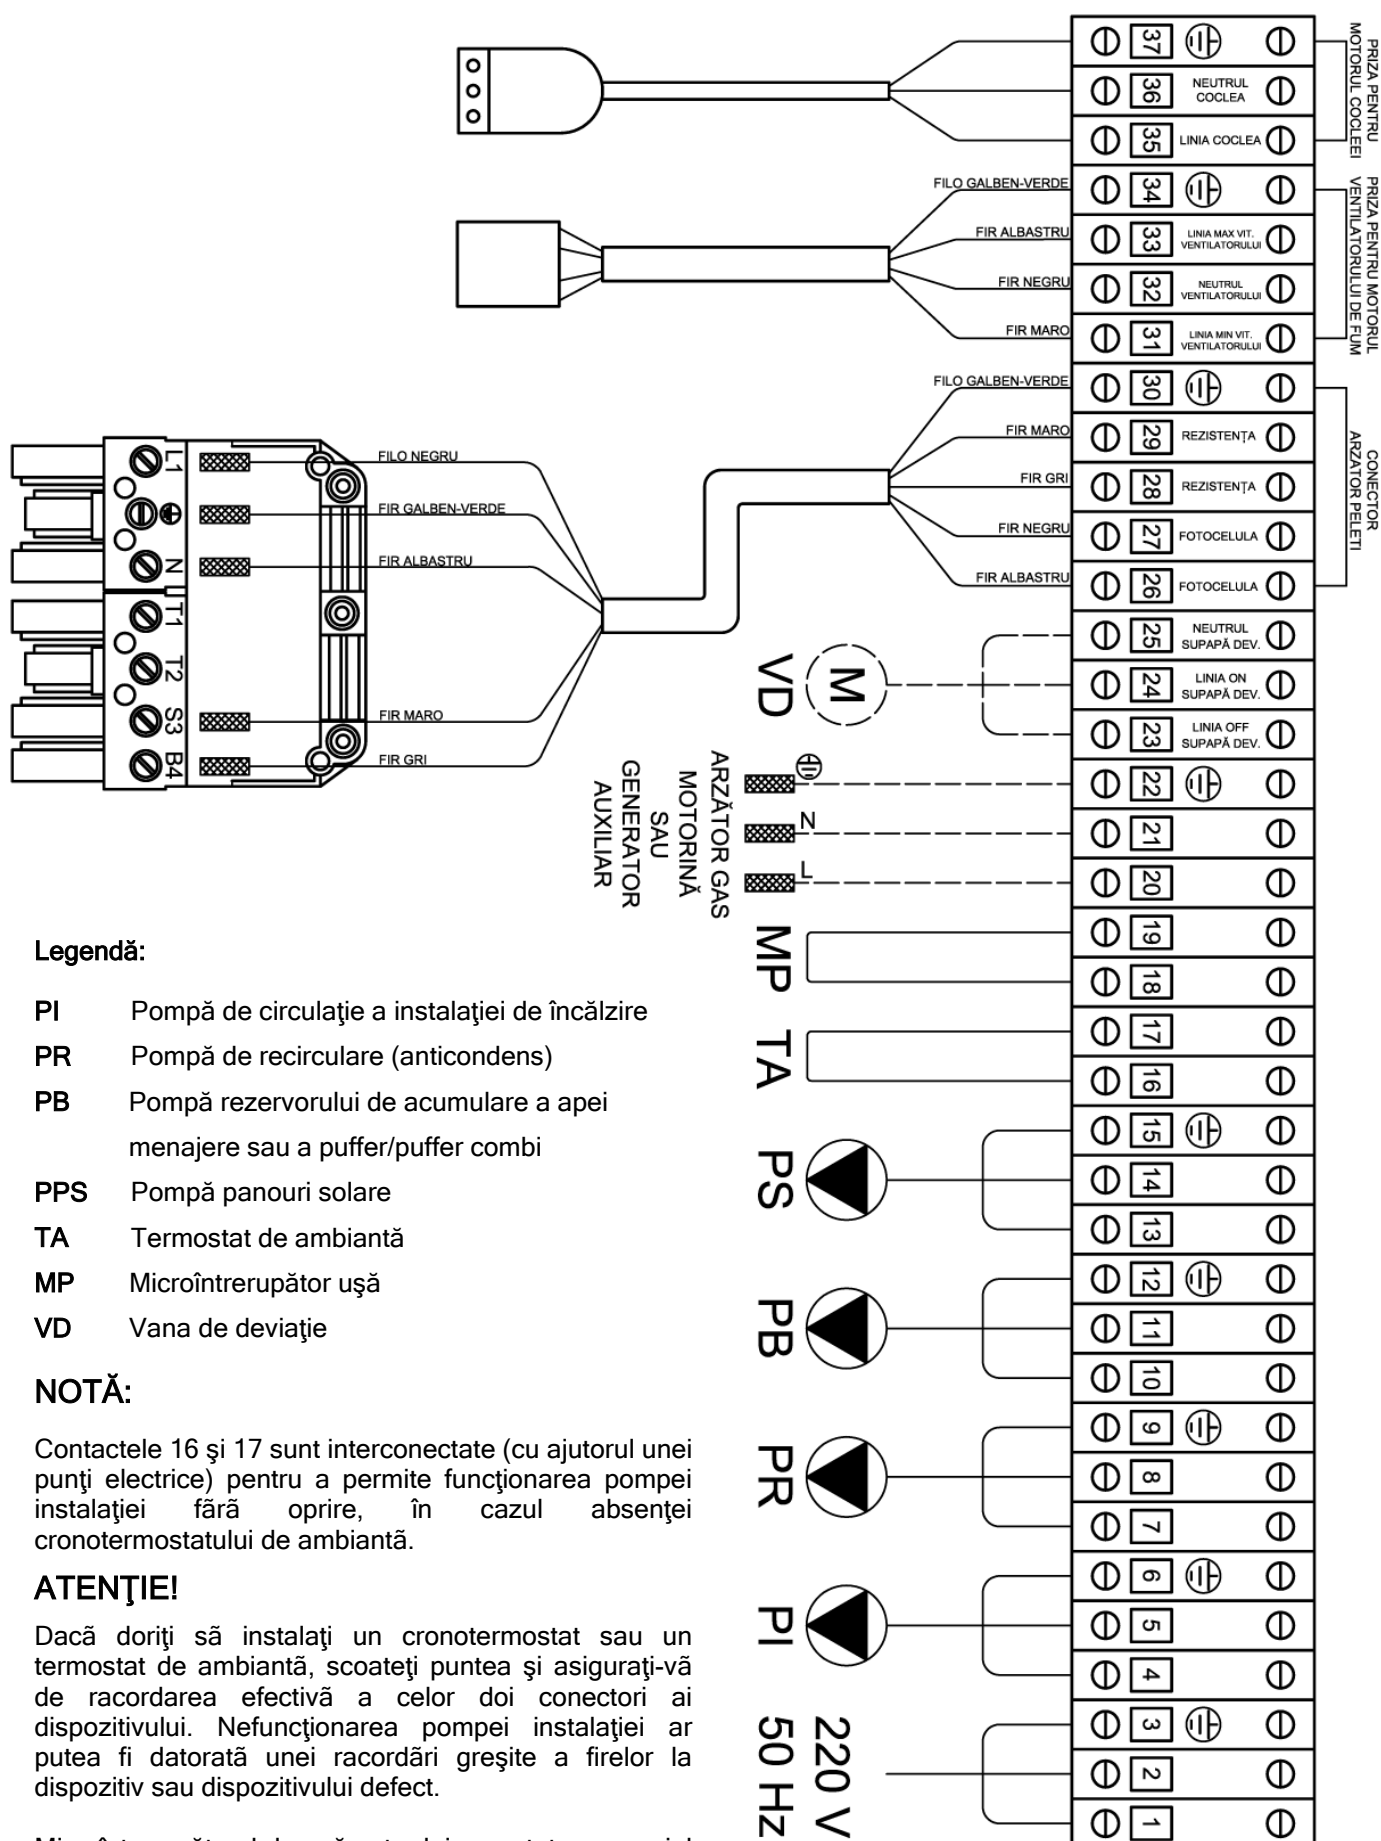 37
36 NEUTRUL COCLEA
35 LINIA COCLEA
PRIZA PENTRU
MOTORUL COCLEEI
FILO GALBEN-VERDE 34
FIR ALBASTRU 33 LINIA MAX VIT. VENTILATORULUI
FIR NEGRU 32 NEUTRUL VENTILATORULUI
FIR MARO 31 LINIA MIN VIT. VENTILATORULUI
PRIZA PENTRU MOTORUL
VENTILATORULUI DE FUM
FILO GALBEN-VERDE 30
FIR MARO 29 REZISTENŢA
FIR GRI 28 REZISTENŢA
FIR NEGRU 27 FOTOCELULA
FIR ALBASTRU 26 FOTOCELULA
CONECTOR
ARZATOR PELETI
L1 FILO NEGRU
FIR GALBEN-VERDE
N FIR ALBASTRU
T1
T2
S3 FIR MARO
B4 FIR GRI
VD M
25 NEUTRUL SUPAPĂ DEV.
24 LINIA ON SUPAPĂ DEV.
23 LINIA OFF SUPAPĂ DEV.
ARZĂTOR GAS
MOTORINĂ
SAU
GENERATOR
AUXILIAR
22
N 21
L 20
MP
19
18
TA
17
16
PS
15
14
13
PB
12
11
10
PR
9
8
7
PI
6
5
4
220 V
50 Hz
3
2
1
Legendă:
PI Pompă de circulaţie a instalaţiei de încălzire
PR Pompă de recirculare (anticondens)
PB Pompă rezervorului de acumulare a apei
menajere sau a puffer/puffer combi
PPS Pompă panouri solare
TA Termostat de ambiantă
MP Microîntrerupător uşă
VD Vana de deviaţie
NOTĂ:
Contactele 16 şi 17 sunt interconectate (cu ajutorul unei
punţi electrice) pentru a permite funcţionarea pompei
instalaţiei fãrã oprire, în cazul absenţei
cronotermostatului de ambiantã.
ATENŢIE!
Dacã doriţi sã instalaţi un cronotermostat sau un
termostat de ambiantã, scoateţi puntea şi asiguraţi-vã
de racordarea efectivã a celor doi conectori ai
dispozitivului. Nefuncţionarea pompei instalaţiei ar
putea fi datoratã unei racordãri greşite a firelor la
dispozitiv sau dispozitivului defect.